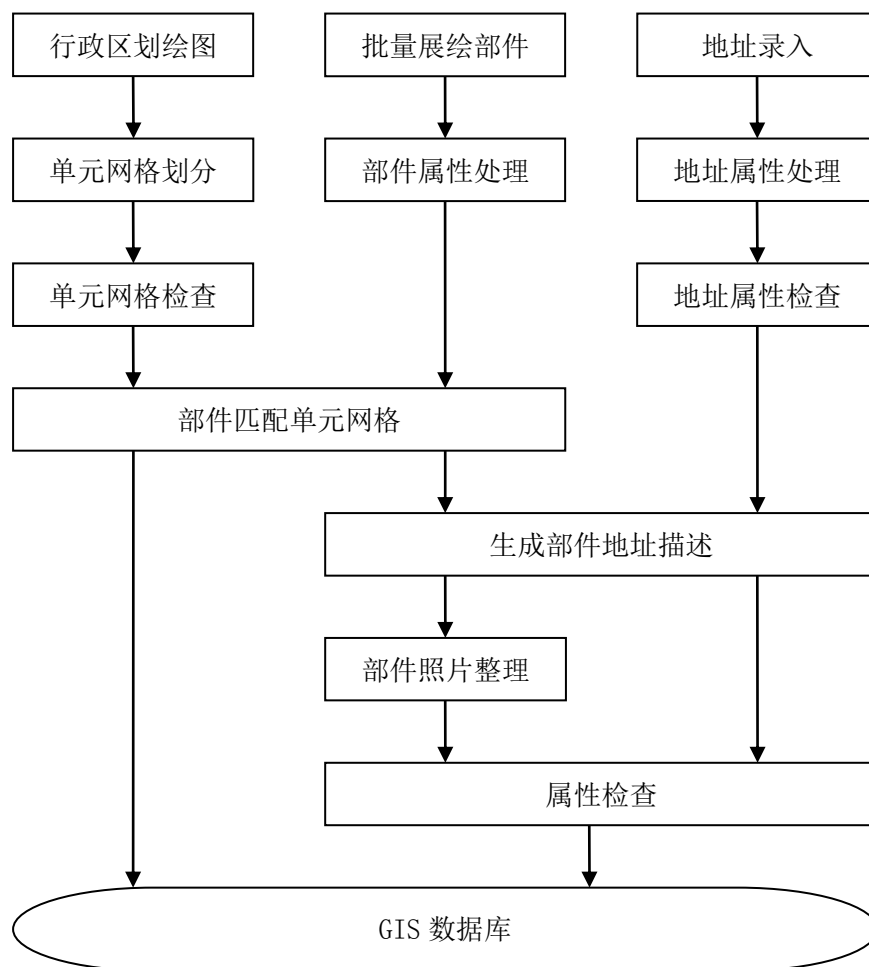 行政区划绘图
批量展绘部件
地址录入
单元网格划分
部件属性处理
地址属性处理
单元网格检查
地址属性检查
部件匹配单元网格
生成部件地址描述
部件照片整理
属性检查
GIS 数据库